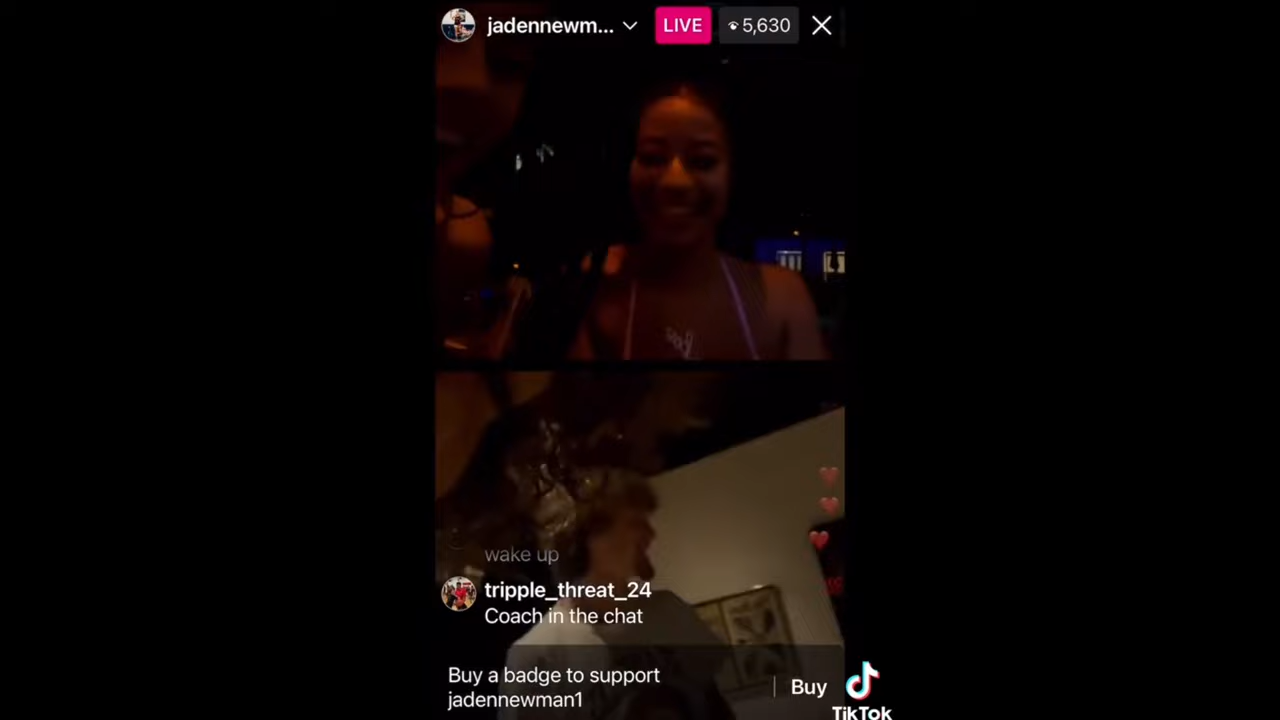 jadennewm...
LIVE
5,630
wake up
tripple_threat_24
Coach in the chat
Buy a badge to support
jadennewman1
Buy
TikTok